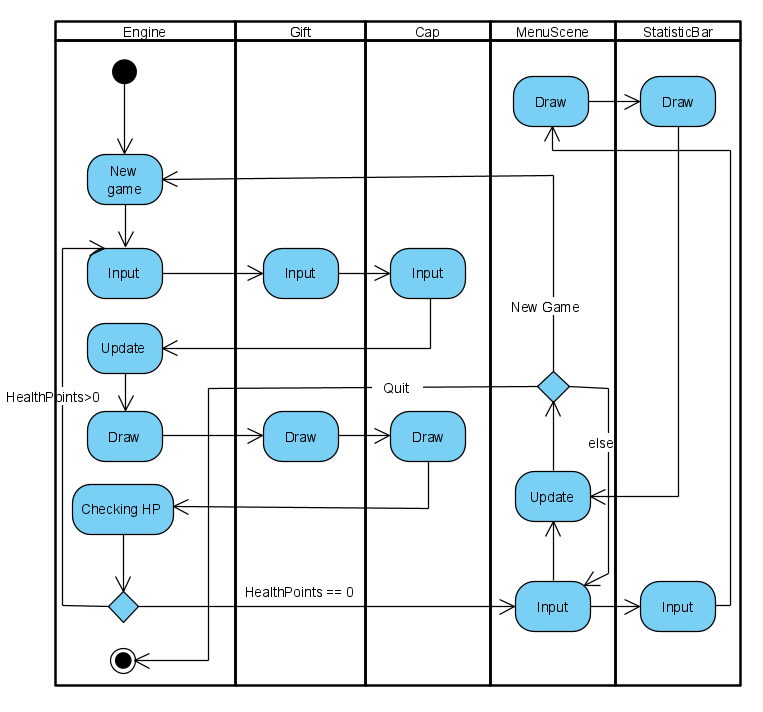 Engine
Gift
Cap
MenuScene
StatisticBar
Draw
Draw
New
game
Input
Input
Input
New Game
Update
Quit
HealthPoints>0
Draw
Draw
Draw
else
Update
Checking HP
HealthPoints == 0
Input
Input